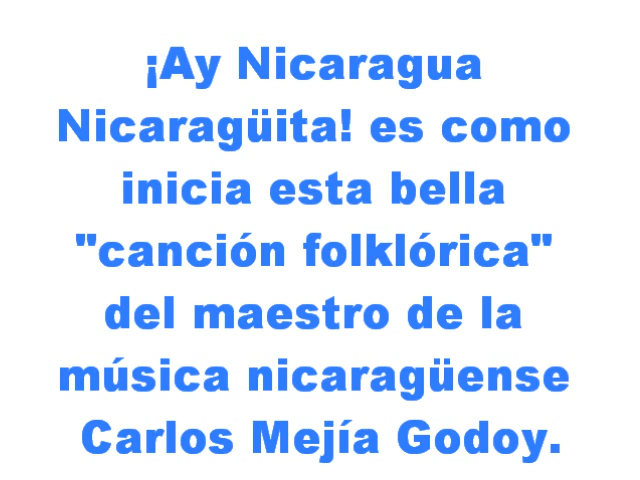 ¡Ay Nicaragua
Nicaragüita! es como
inicia esta bella
"canción folklórica"
del maestro de la
música nicaragüense
Carlos Mejía Godoy.